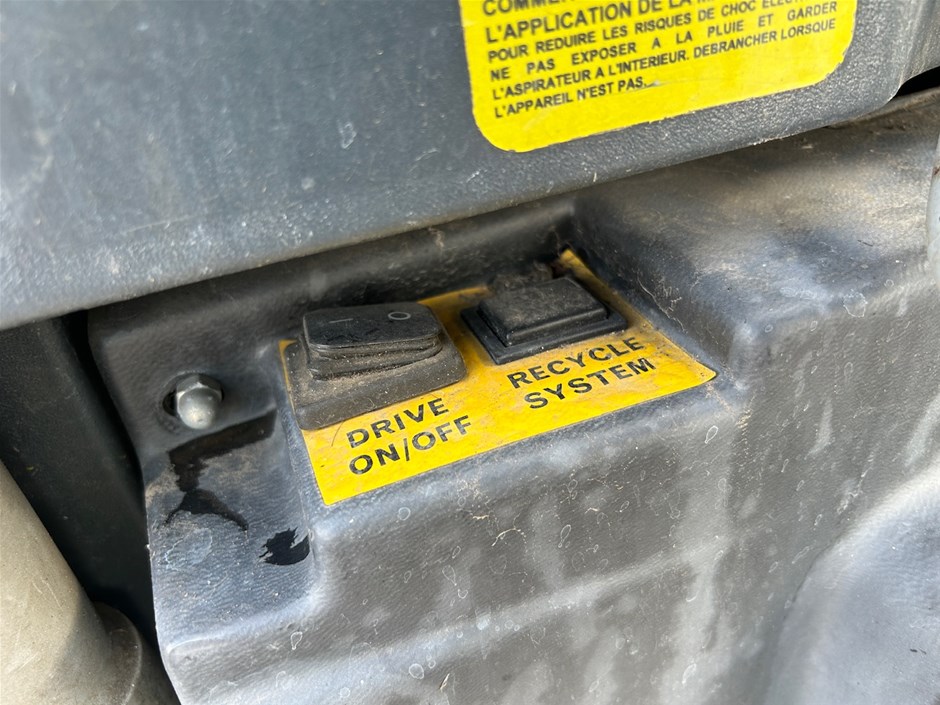 L'APPLICATION DE LA
POUR REDUIRE LES RISQUES DE CHOC
NE PAS EXPOSER A LA PLUIE ET GARDER
L'ASPIRATEUR A L'INTERIEUR. DEBRANCHER LORSQUE
L'APPAREIL N'EST PAS...
DRIVE
ON/OFF
RECYCLE
SYSTEM